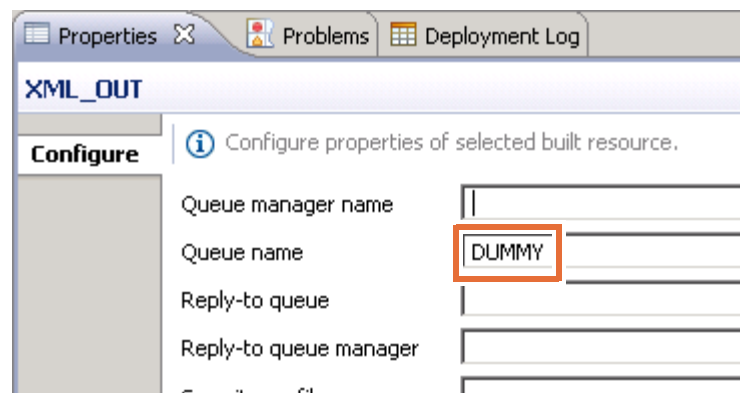 Properties Problems Deployment Log
XML_OUT
Configure
Configure properties of selected built resource.
Queue manager name
Queue name DUMMY
Reply-to queue
Reply-to queue manager